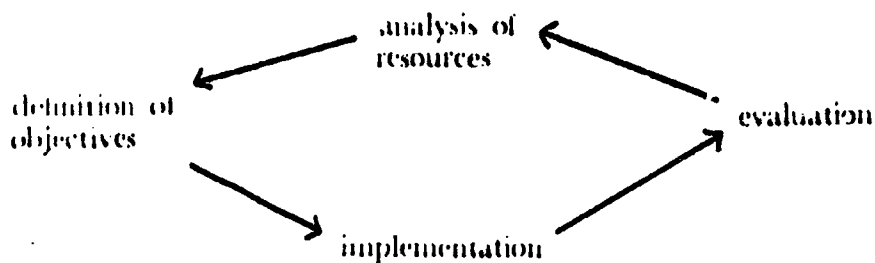 analysis of
resources
definition of
objectives
evaluation
implementation